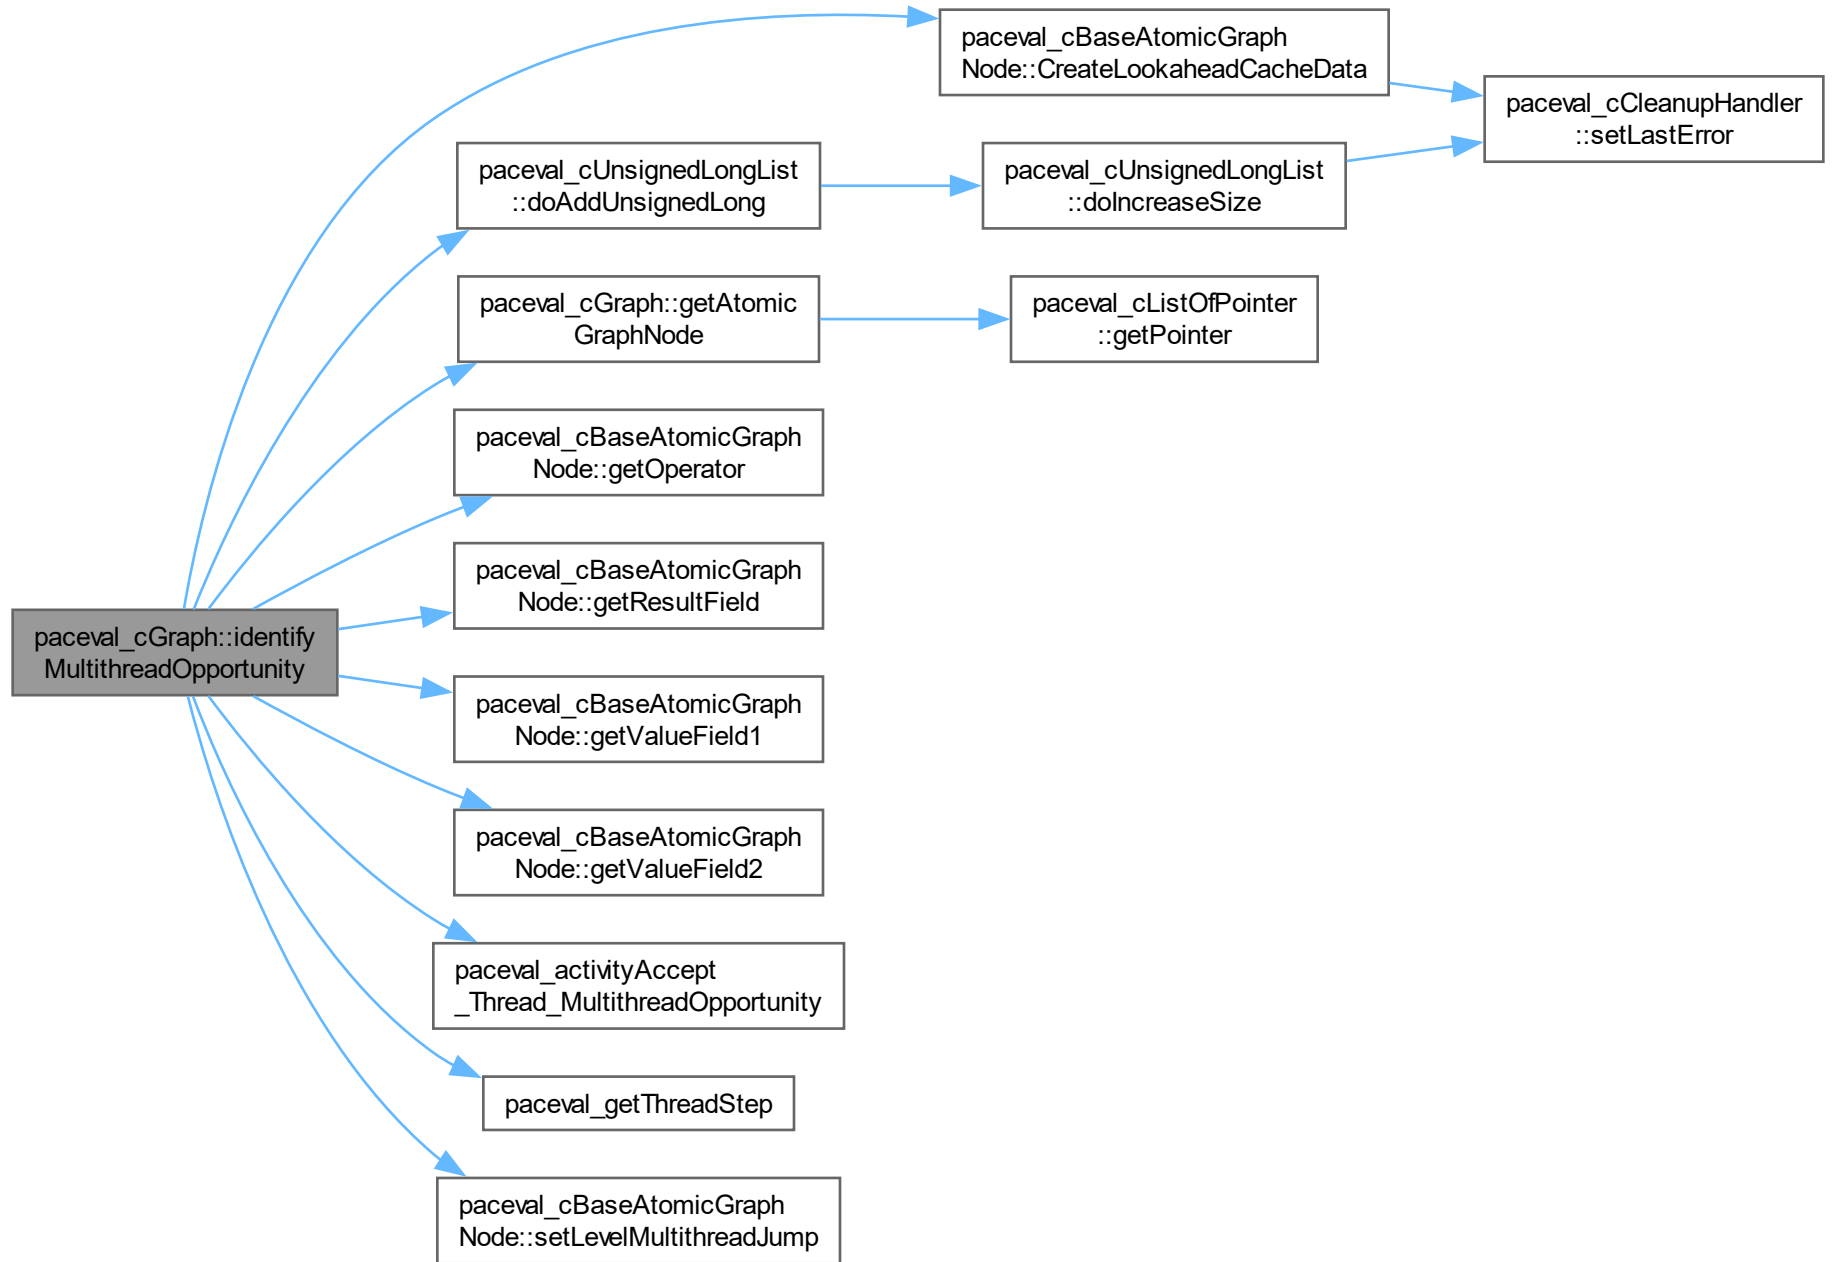 paceval_cBaseAtomicGraph
Node::CreateLookaheadCacheData
paceval_cCleanupHandler
::setLastError
paceval_cUnsignedLongList
::doAddUnsignedLong
paceval_cUnsignedLongList
::doIncreaseSize
paceval_cGraph::getAtomic
GraphNode
paceval_cListOfPointer
::getPointer
paceval_cBaseAtomicGraph
Node::getOperator
paceval_cBaseAtomicGraph
Node::getResultField
paceval_cGraph::identify
MultithreadOpportunity
paceval_cBaseAtomicGraph
Node::getValueField1
paceval_cBaseAtomicGraph
Node::getValueField2
paceval_activityAccept
_Thread_MultithreadOpportunity
paceval_getThreadStep
paceval_cBaseAtomicGraph
Node::setLevelMultithreadJump